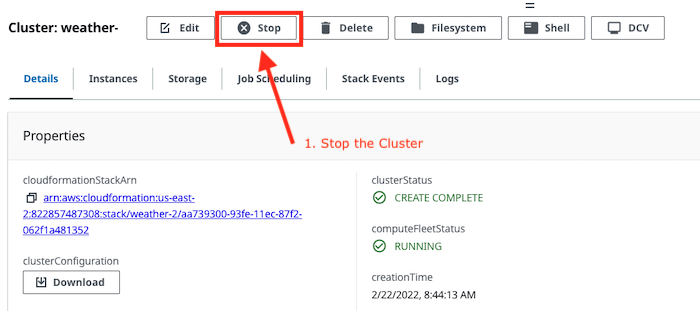 Cluster: weather-
Edit
Stop
Delete
Filesystem
Shell
DCV
Details
Instances
Storage
Job Scheduling
Stack Events
Logs
Properties
1. Stop the Cluster
cloudformationStackArn
arn:aws:cloudformation:us-east-
2:822857487308:stack/weather-2/aa739300-93fe-11ec-87f2-
062f1a481352
clusterConfiguration
Download
clusterStatus
CREATE COMPLETE
computeFleetStatus
RUNNING
creationTime
2/22/2022, 8:44:13 AM